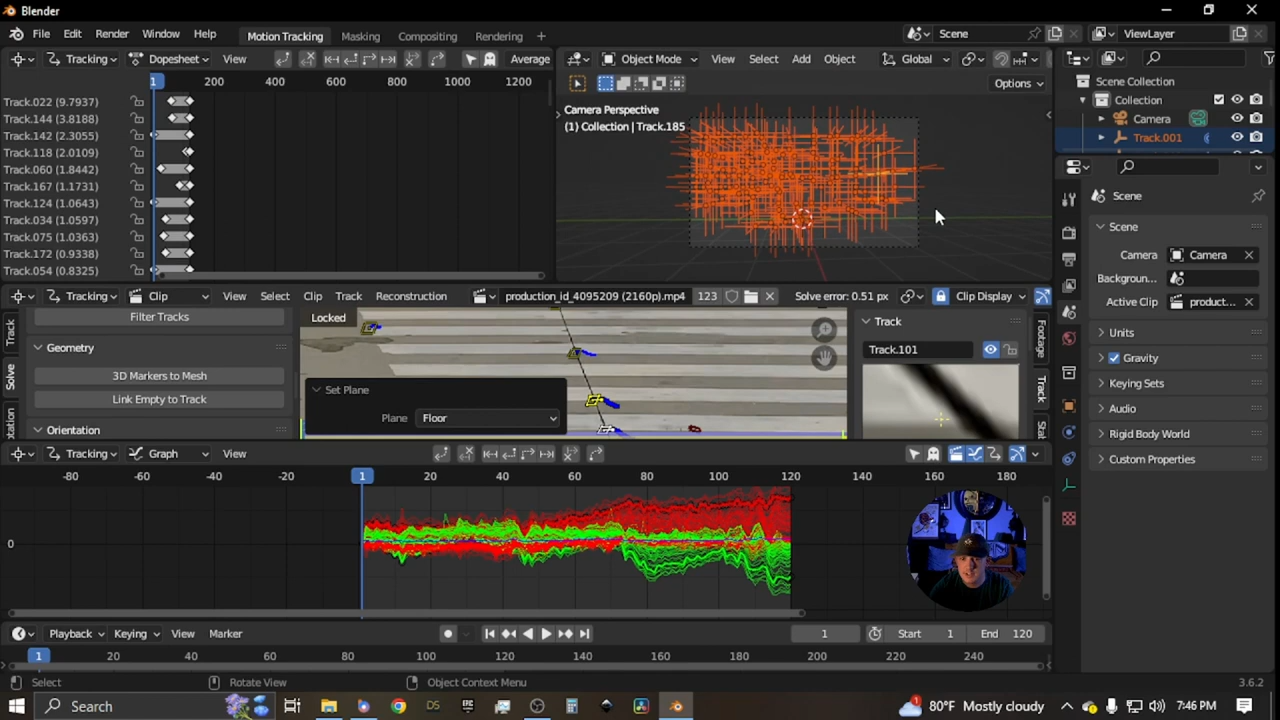 Blender
File Edit Render Window Help
Motion Tracking Masking Compositing Rendering +
Scene ViewLayer
Tracking Dopesheet View Average
1 200 400 600 800 1000 1200
Track.022 (9.7937)
Track.144 (3.8188)
Track.142 (2.3055)
Track.118 (2.0109)
Track.060 (1.8442)
Track.167 (1.1731)
Track.124 (1.0643)
Track.034 (1.0597)
Track.075 (1.0363)
Track.172 (0.9338)
Track.054 (0.8325)
Object Mode View Select Add Object Global
Options
Camera Perspective
(1) Collection | Track.185
Scene Collection
Collection
Camera
Track.001
Scene
Scene
Camera Camera
Backgroun...
Active Clip product...
Units
Gravity
Keying Sets
Audio
Rigid Body World
Custom Properties
Tracking Clip View Select Clip Track Reconstruction production_id_4095209 (2160p).mp4 123 Solve error: 0.51 px Clip Display
Track
Solve
Filter Tracks
Geometry
3D Markers to Mesh
Link Empty to Track
Orientation
Locked
Set Plane
Plane Floor
Track
Track.101
Footage
Track
Tracking Graph View
-80 -60 -40 -20 1 20 40 60 80 100 120 140 160 180
0
Playback Keying View Marker 1 Start 1 End 120
1 20 40 60 80 100 120 140 160 180 200 220 240
Select Rotate View Object Context Menu 3.6.2
Search 80°F Mostly cloudy 7:46 PM